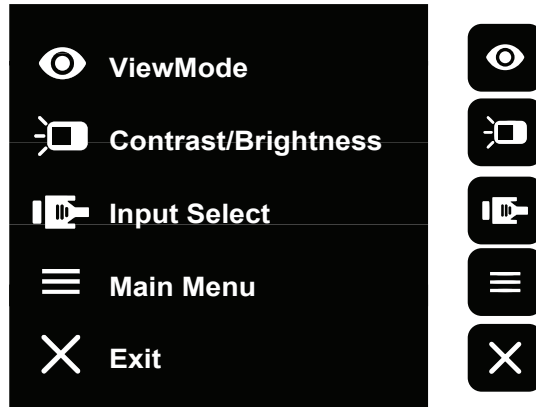 ViewMode
Contrast/Brightness
Input Select
Main Menu
Exit